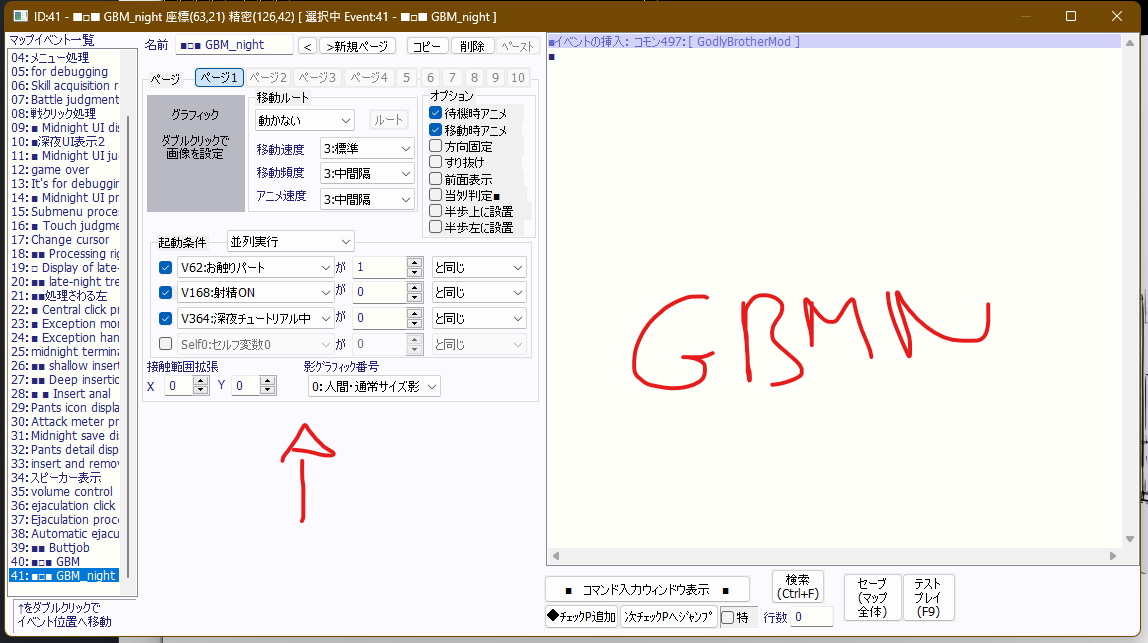 ID:41 - ■□■ GBM_night 座標(63,21) 精密(126,42) [ 選択中 Event:41 - ■□■ GBM_night ]
マップイベント一覧
04:メニュー処理
05:for debugging
06:Skill acquisition r
07:Battle judgment
08:戦クリック処理
09:■ Midnight UI di
10:■深夜UI表示2
11:■ Midnight UI ju
12:game over
13:It's for debuggin
14:■ Midnight UI pr
15:Submenu proce
16:■ Touch judgme
17:Change cursor
18:■■ Processing rig
19:□ Display of late-
20:■■ late-night tre
21:■■処理さわる左
22:■ Central click p
23:■ Exception mon
24:■ Exception han
25:midnight termina
26:■■ shallow insert
27:■■ Deep insertic
28:■ ■ Insert anal
29:Pants icon displa
30:Attack meter pr
31:Midnight save di
32:Pants detail disp
33:insert and remov
34:スピーカー表示
35:volume control
36:ejaculation click
37:Ejaculation proce
38:Automatic ejacu
39:■■ Buttjob
40:■□■ GBM
41:■□■ GBM_night
↑をダブルクリックで
イベント位置へ移動
名前 ■□■ GBM_night < >新規ページ コピー 削除 ペースト
ページ ページ1 ページ2 ページ3 ページ4 5 6 7 8 9 10
グラフィック
ダブルクリックで
画像を設定
移動ルート
動かない ルート
移動速度 3:標準
移動頻度 3:中間隔
アニメ速度 3:中間隔
オプション
待機時アニメ
移動時アニメ
方向固定
すり抜け
前面表示
当たり判定■
半歩上に設置
半歩左に設置
起動条件 並列実行
V62:お触りパート が 1 と同じ
V168:射精ON が 0 と同じ
V364:深夜チュートリアル中 が 0 と同じ
Self0:セルフ変数0 が 0 と同じ
接触範囲拡張
X 0 Y 0
影グラフィック番号
0:人間・通常サイズ影
■イベントの挿入: コモン497:[ GodlyBrotherMod ]
■
GBMN
■ コマンド入力ウィンドウ表示 ■
検索
(Ctrl+F)
セーブ
(マップ
全体)
テスト
プレイ
(F9)
◆チェックP追加 次チェックPへジャンプ 特 行数 0